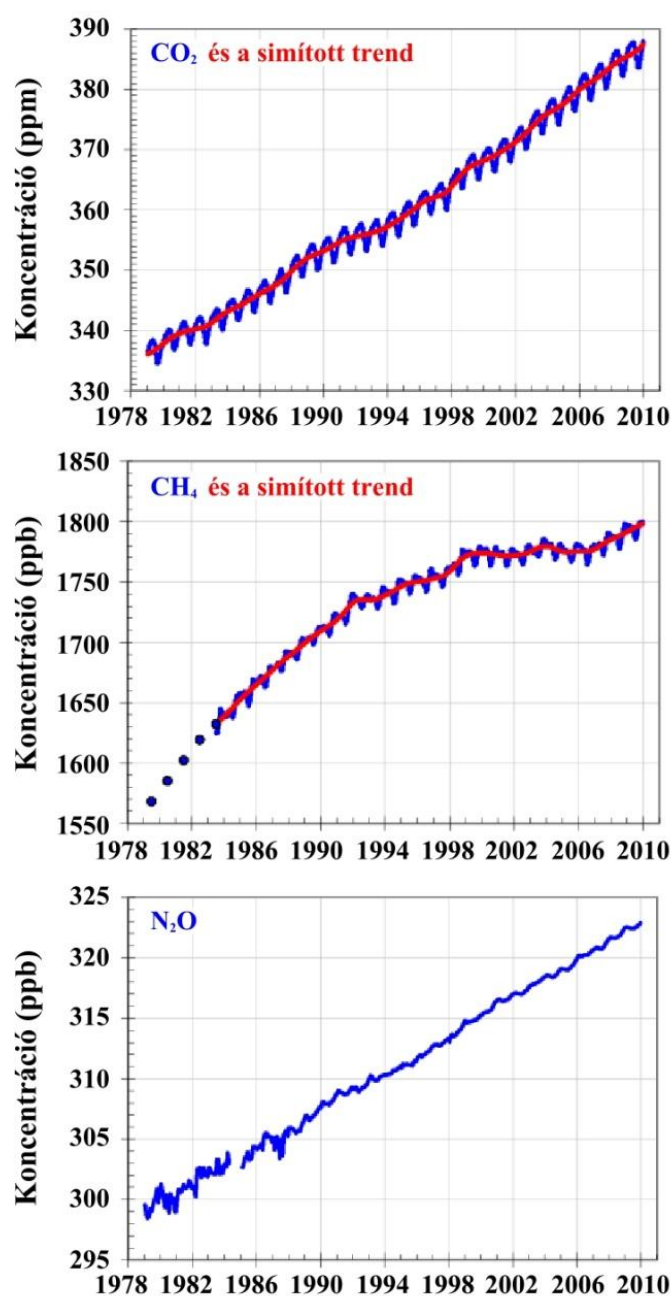 CO₂ és a simított trend
Koncentráció (ppm)
390
380
370
360
350
340
330
1978 1982 1986 1990 1994 1998 2002 2006 2010
CH₄ és a simított trend
Koncentráció (ppb)
1850
1800
1750
1700
1650
1600
1550
1978 1982 1986 1990 1994 1998 2002 2006 2010
N₂O
Koncentráció (ppb)
325
320
315
310
305
300
295
1978 1982 1986 1990 1994 1998 2002 2006 2010